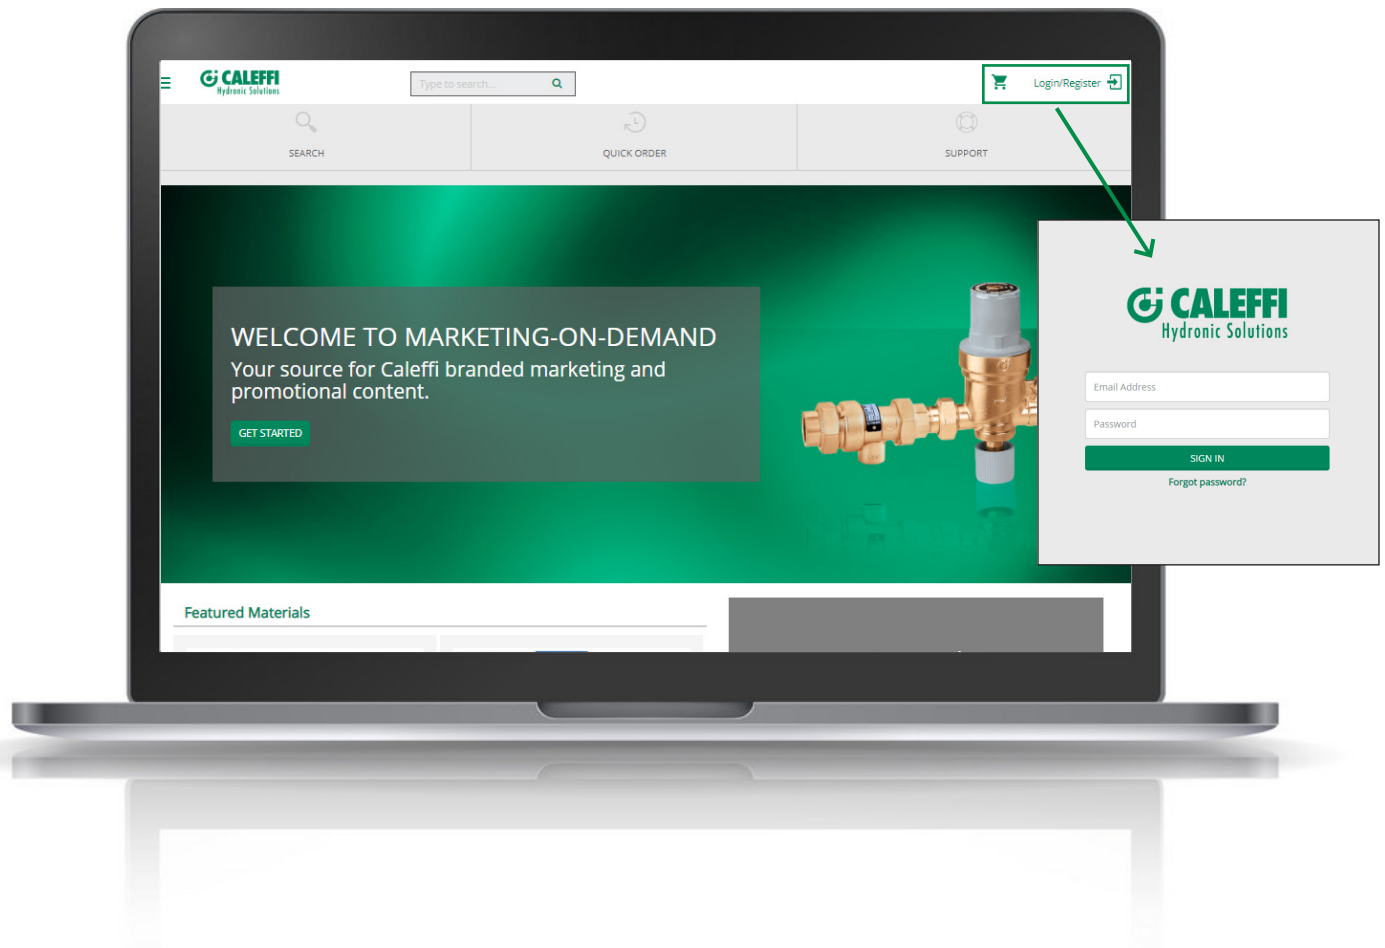 CALEFFI
Hydronic Solutions
Type to search...
Login/Register
SEARCH
QUICK ORDER
SUPPORT
WELCOME TO MARKETING-ON-DEMAND
Your source for Caleffi branded marketing and
promotional content.
GET STARTED
Featured Materials
CALEFFI
Hydronic Solutions
Email Address
Password
SIGN IN
Forgot password?